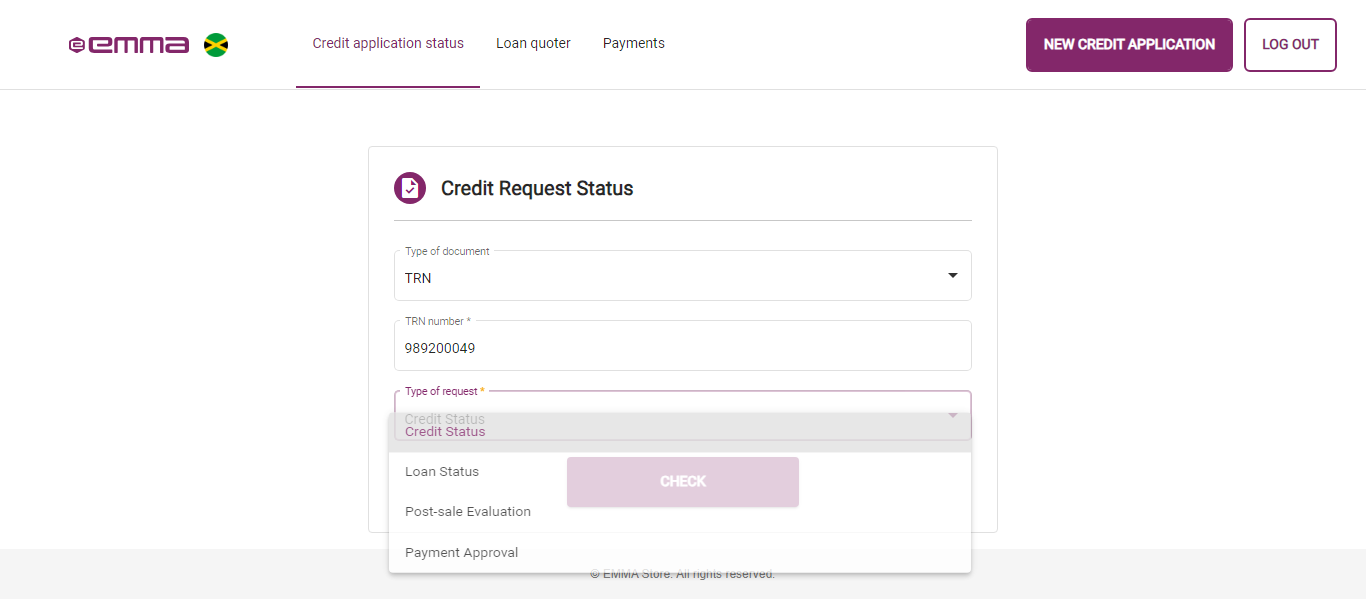 emma
Credit application status
Loan quoter
Payments
NEW CREDIT APPLICATION
LOG OUT
Credit Request Status
Type of document
TRN
TRN number *
989200049
Type of request *
Credit Status
Credit Status
Loan Status
CHECK
Post-sale Evaluation
Payment Approval
© EMMA Store. All rights reserved.